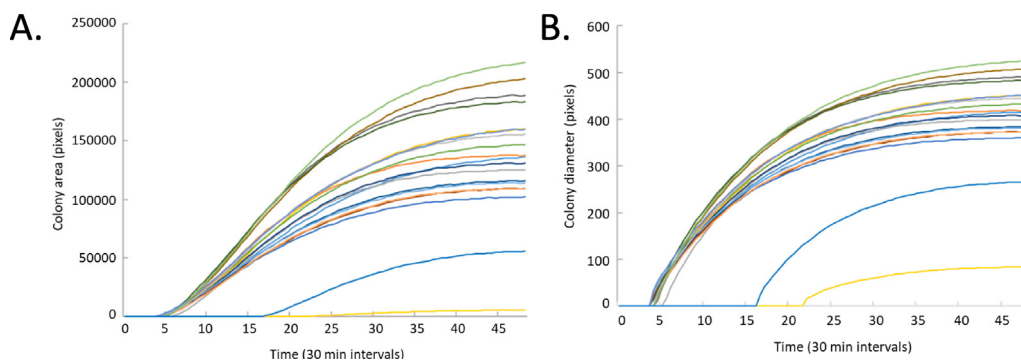 A.
B.
250000
200000
150000
100000
50000
0
Colony area (pixels)
0 5 10 15 20 25 30 35 40 45
Time (30 min intervals)
600
500
400
300
200
100
0
Colony diameter (pixels)
0 5 10 15 20 25 30 35 40 45
Time (30 min intervals)